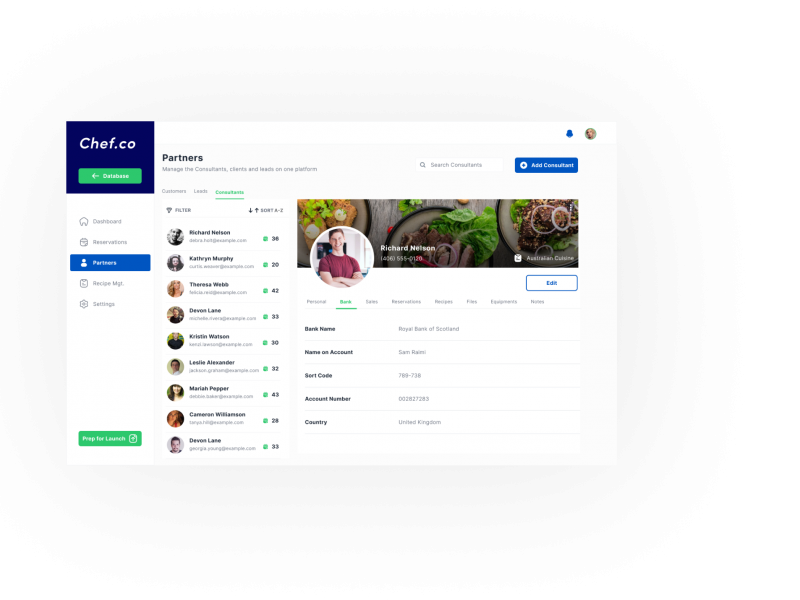 Chef.co
Database
Dashboard
Reservations
Partners
Recipe Mgt.
Settings
Prep for Launch
Partners
Manage the Consultants, clients and leads on one platform
Search Consultants
Add Consultant
Customers Leads Consultants
FILTER SORT A-Z
Richard Nelson
debra.holt@example.com
36
Kathryn Murphy
curtis.weaver@example.com
20
Theresa Webb
felicia.reid@example.com
42
Devon Lane
michelle.rivera@example.com
33
Kristin Watson
kenzi.lawson@example.com
30
Leslie Alexander
jackson.graham@example.com
32
Mariah Pepper
debbie.baker@example.com
43
Cameron Williamson
tanya.hill@example.com
28
Devon Lane
georgia.young@example.com
33
Richard Nelson
(406) 555-0120
Australian Cuisine
Edit
Personal Bank Sales Reservations Recipes Files Equipments Notes
Bank Name Royal Bank of Scotland
Name on Account Sam Raimi
Sort Code 789-738
Account Number 002827283
Country United Kingdom